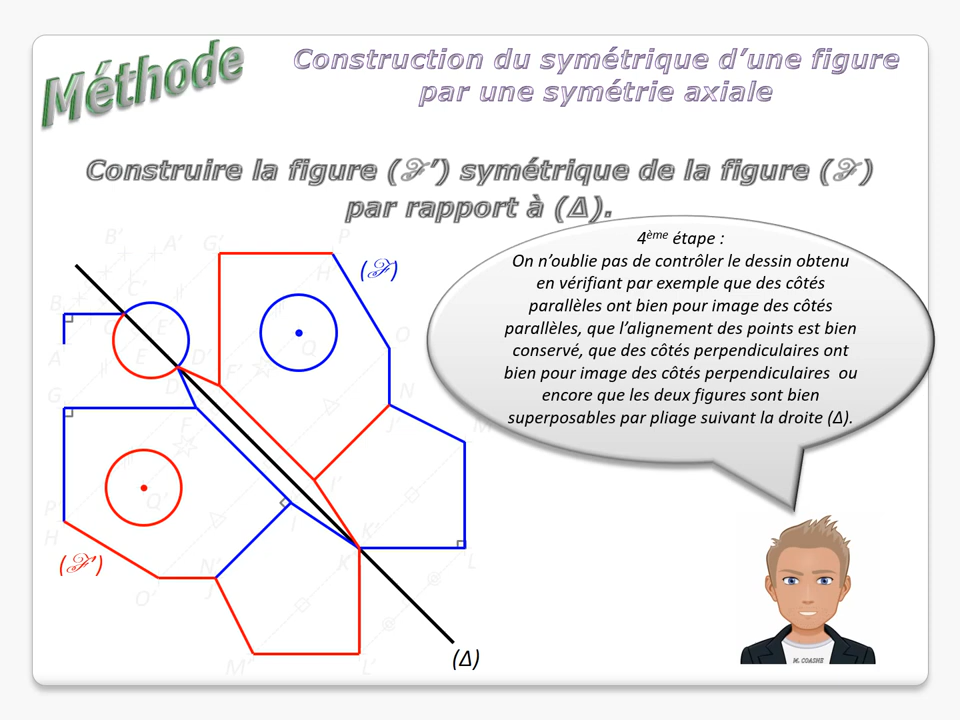 Méthode
Construction du symétrique d’une figure
par une symétrie axiale
Construire la figure (ℱ’) symétrique de la figure (ℱ)
par rapport à (Δ).
4ème étape :
On n’oublie pas de contrôler le dessin obtenu
en vérifiant par exemple que des côtés
parallèles ont bien pour image des côtés
parallèles, que l’alignement des points est bien
conservé, que des côtés perpendiculaires ont
bien pour image des côtés perpendiculaires ou
encore que les deux figures sont bien
superposables par pliage suivant la droite (Δ).
B’
A’
G’
P
(ℱ)
H’
B
C’
E’
O
A
E
D’
Q
F’
G
D
N
J’
F
P’
Q’
I’
H
I
K’
(ℱ’)
N’
K
L
O’
J
M’
L’
(Δ)
M. COASNE